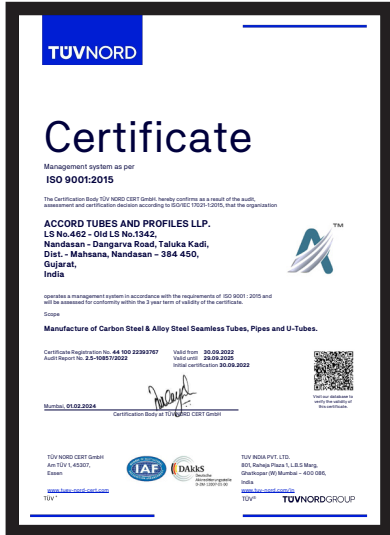 TÜVNORD
Certificate
Management system as per
ISO 9001:2015
The Certification Body TÜV NORD CERT GmbH. hereby confirms as a result of the audit,
assessment and certification decision according to ISO/IEC 17021-1:2015, that the organization
ACCORD TUBES AND PROFILES LLP.
LS No.462 - Old LS No.1342,
Nandasan - Dangarva Road, Taluka Kadi,
Dist. - Mahsana, Nandasan – 384 450,
Gujarat,
India
TM
operates a management system in accordance with the requirements of ISO 9001 : 2015 and
will be assessed for conformity within the 3 year term of validity of the certificate.
Scope
Manufacture of Carbon Steel & Alloy Steel Seamless Tubes, Pipes and U-Tubes.
Certificate Registration No. 44 100 22393767
Audit Report No. 2.5-10857/2022
Valid from 30.09.2022
Valid until 29.09.2025
Initial certification 30.09.2022
Visit our database to
verify the validity of
this certificate.
Mumbai, 01.02.2024
Certification Body at TÜV NORD CERT GmbH
TÜV NORD CERT GmbH
Am TÜV 1, 45307,
Essen
www.tuev-nord-cert.com
TÜV ®
IAF
DAkkS
Deutsche
Akkreditierungsstelle
TUV INDIA PVT. LTD.
801, Raheja Plaza 1, L.B.S Marg,
Ghatkopar (W) Mumbai – 400 086,
India
www.tuv-nord.com/in
TÜV®
TÜVNORDGROUP